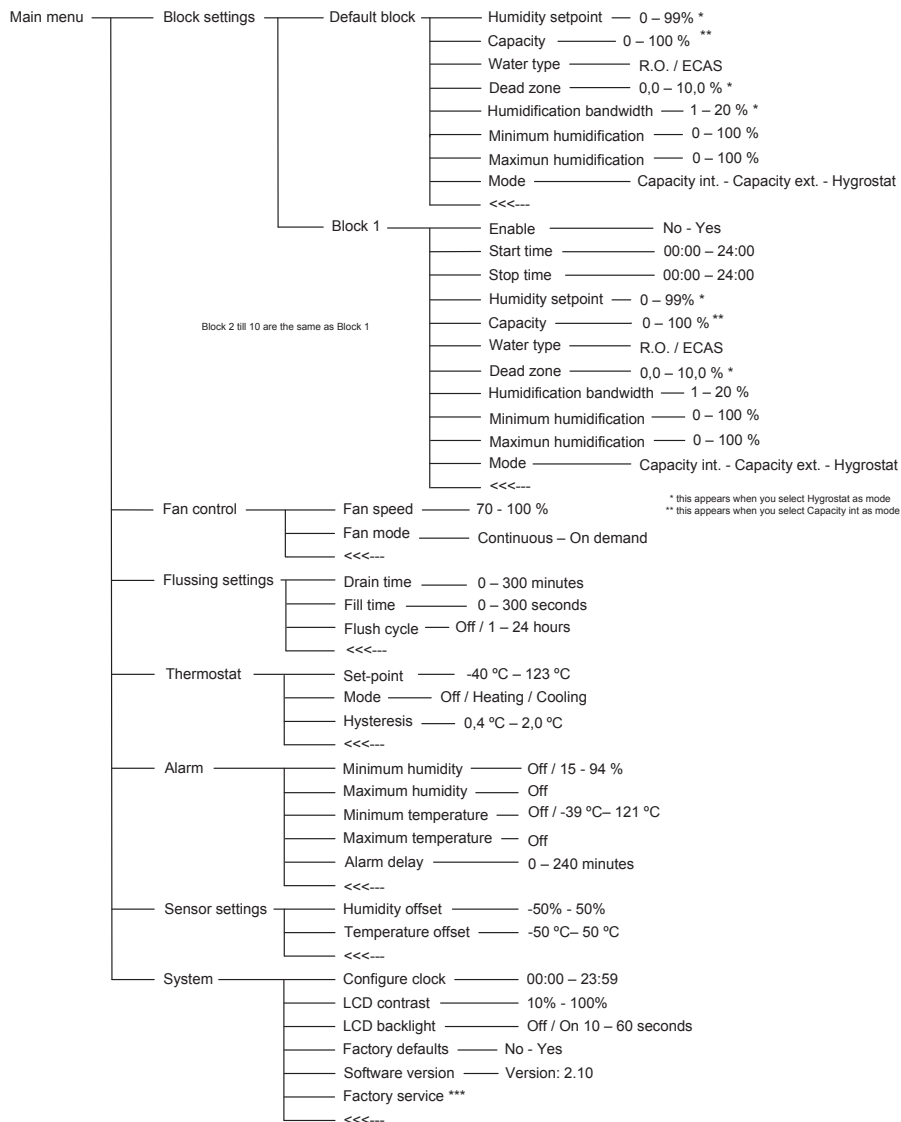 Main menu Block settings Default block Humidity setpoint 0 – 99% *
Capacity 0 – 100 % **
Water type R.O. / ECAS
Dead zone 0,0 – 10,0 % *
Humidification bandwidth 1 – 20 % *
Minimum humidification 0 – 100 %
Maximun humidification 0 – 100 %
Mode Capacity int. - Capacity ext. - Hygrostat
<<<---
Block 1 Enable No - Yes
Start time 00:00 – 24:00
Stop time 00:00 – 24:00
Humidity setpoint 0 – 99% *
Block 2 till 10 are the same as Block 1
Capacity 0 – 100 % **
Water type R.O. / ECAS
Dead zone 0,0 – 10,0 % *
Humidification bandwidth 1 – 20 %
Minimum humidification 0 – 100 %
Maximun humidification 0 – 100 %
Mode Capacity int. - Capacity ext. - Hygrostat
<<<---
* this appears when you select Hygrostat as mode
** this appears when you select Capacity int as mode
Fan control Fan speed 70 - 100 %
Fan mode Continuous – On demand
<<<---
Flussing settings Drain time 0 – 300 minutes
Fill time 0 – 300 seconds
Flush cycle Off / 1 – 24 hours
<<<---
Thermostat Set-point -40 ºC – 123 ºC
Mode Off / Heating / Cooling
Hysteresis 0,4 ºC – 2,0 ºC
<<<---
Alarm Minimum humidity Off / 15 - 94 %
Maximum humidity Off
Minimum temperature Off / -39 ºC– 121 ºC
Maximum temperature Off
Alarm delay 0 – 240 minutes
<<<---
Sensor settings Humidity offset -50% - 50%
Temperature offset -50 ºC– 50 ºC
<<<---
System Configure clock 00:00 – 23:59
LCD contrast 10% - 100%
LCD backlight Off / On 10 – 60 seconds
Factory defaults No - Yes
Software version Version: 2.10
Factory service ***
<<<---